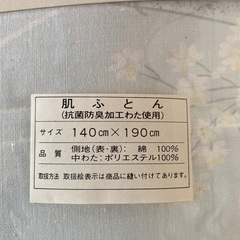 肌ふとん
(抗菌防臭加工わた使用)
サイズ 140cm×190cm
品質 側地(表・裏): 綿 100%
中わた: ポリエステル100%
取扱方法 取扱絵表示は商品に縫い付けてあります。